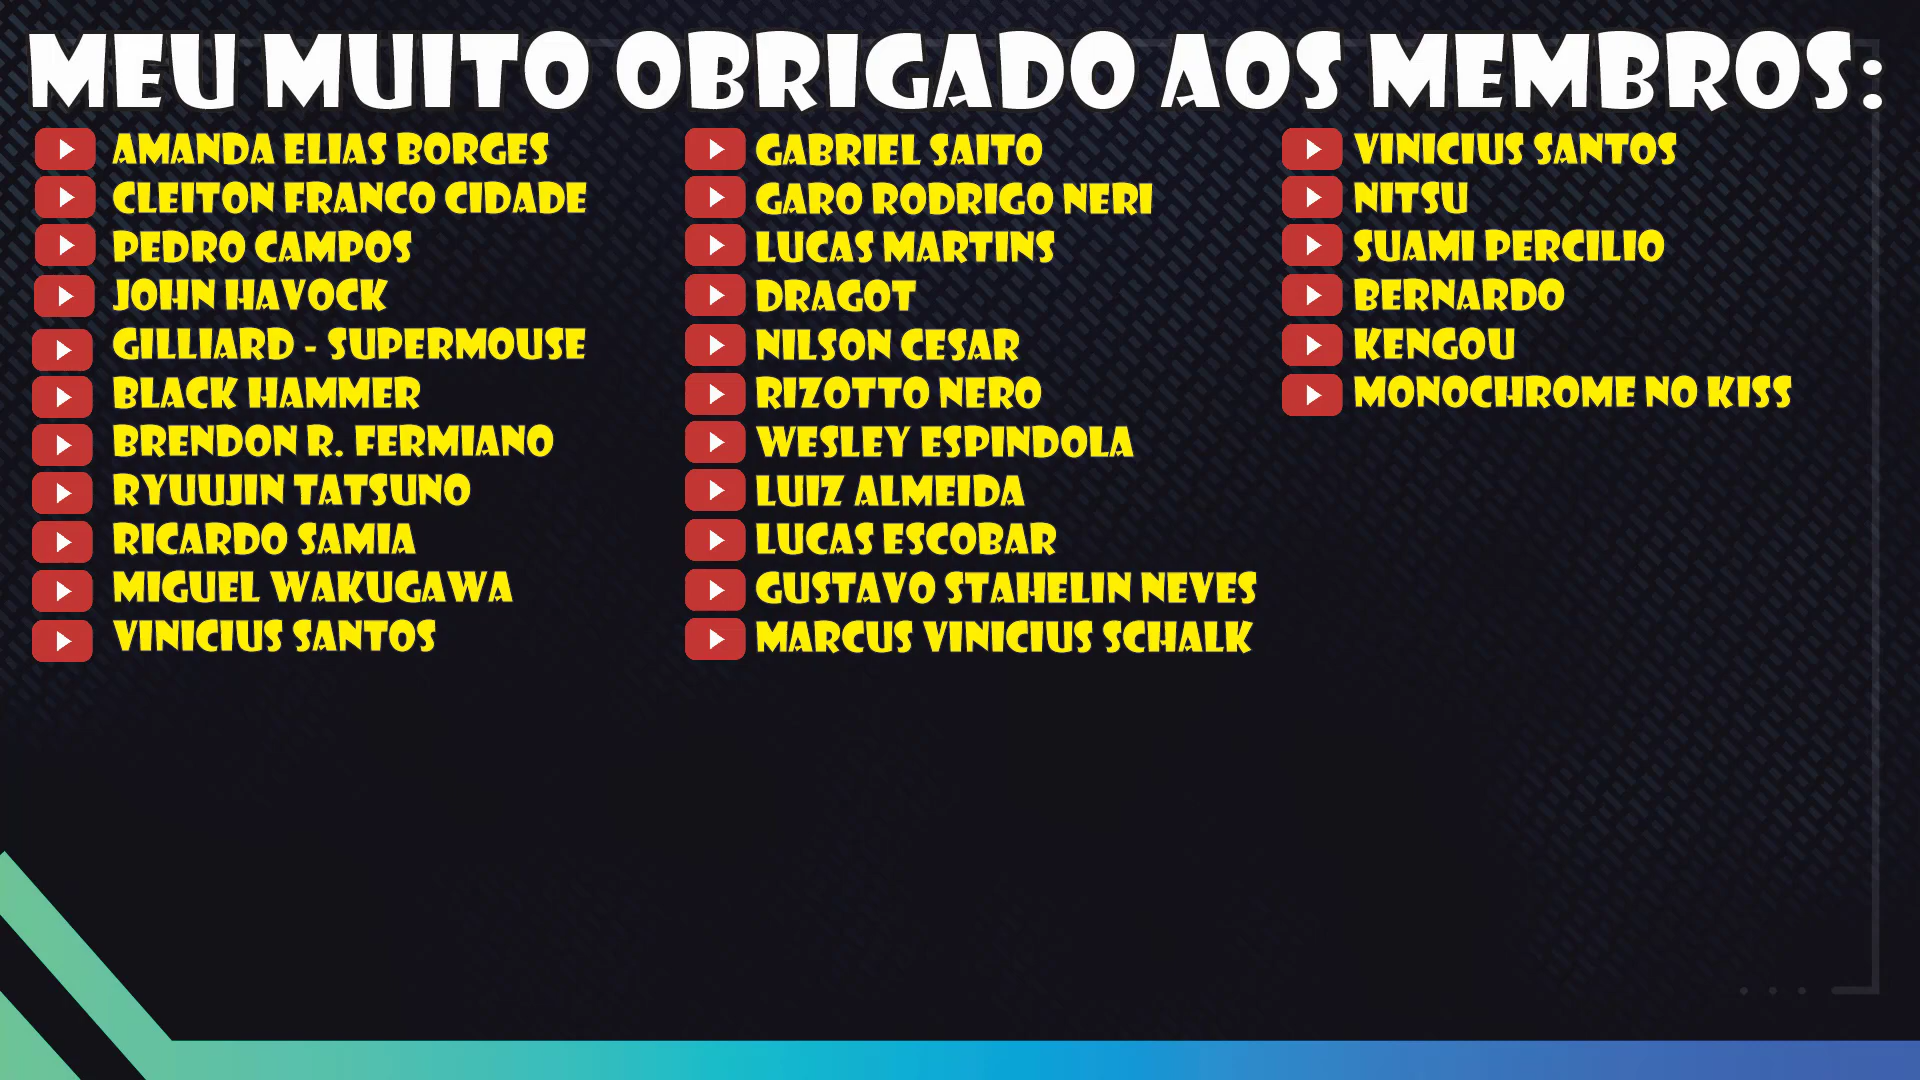 MEU MUITO OBRIGADO AOS MEMBROS:
AMANDA ELIAS BORGES
CLEITON FRANCO CIDADE
PEDRO CAMPOS
JOHN HAVOCK
GILLIARD - SUPERMOUSE
BLACK HAMMER
BRENDON R. FERMIANO
RYUUJIN TATSUNO
RICARDO SAMIA
MIGUEL WAKUGAWA
VINICIUS SANTOS
GABRIEL SAITO
GARO RODRIGO NERI
LUCAS MARTINS
DRAGOT
NILSON CESAR
RIZOTTO NERO
WESLEY ESPINDOLA
LUIZ ALMEIDA
LUCAS ESCOBAR
GUSTAVO STAHELIN NEVES
MARCUS VINICIUS SCHALK
VINICIUS SANTOS
NITSU
SUAMI PERCILIO
BERNARDO
KENGOU
MONOCHROME NO KISS